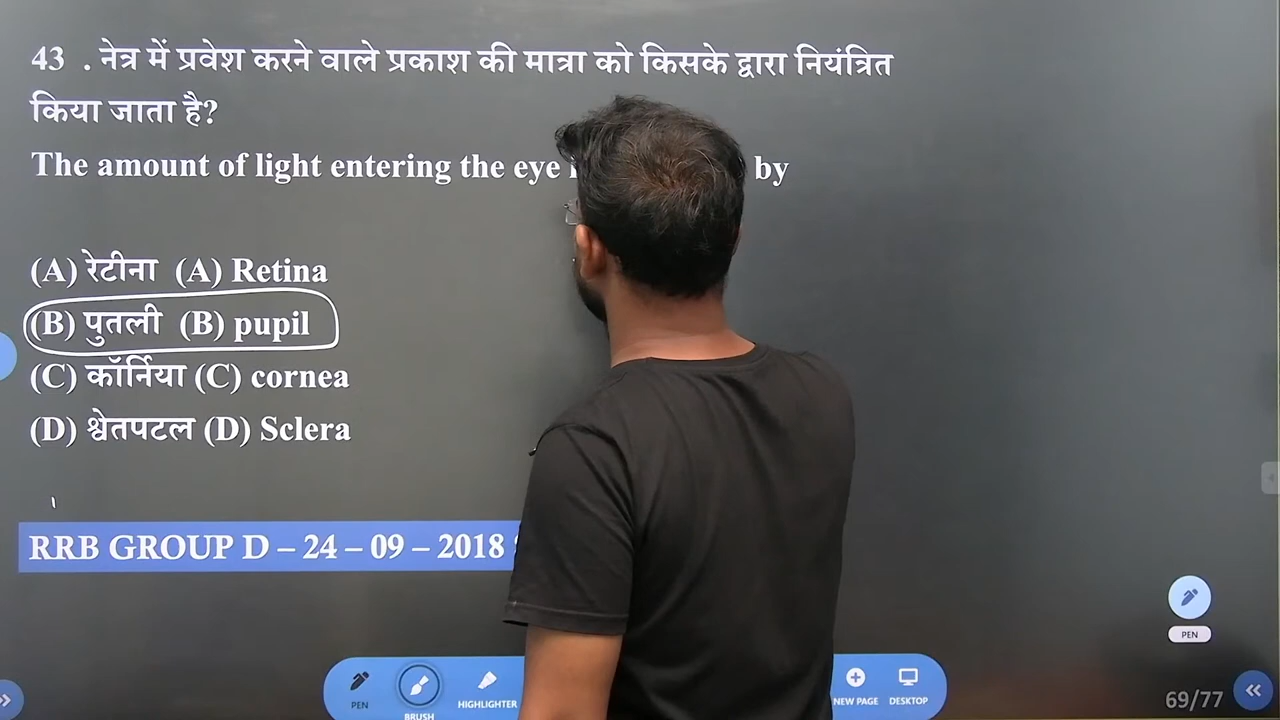 43 . नेत्र में प्रवेश करने वाले प्रकाश की मात्रा को किसके द्वारा नियंत्रित
किया जाता है?
The amount of light entering the eye by
(A) रेटीना (A) Retina
(B) पुतली (B) pupil
(C) कॉर्निया (C) cornea
(D) श्वेतपटल (D) Sclera
RRB GROUP D – 24 – 09 – 2018
PEN
PEN
BRUSH
HIGHLIGHTER
NEW PAGE
DESKTOP
69/77